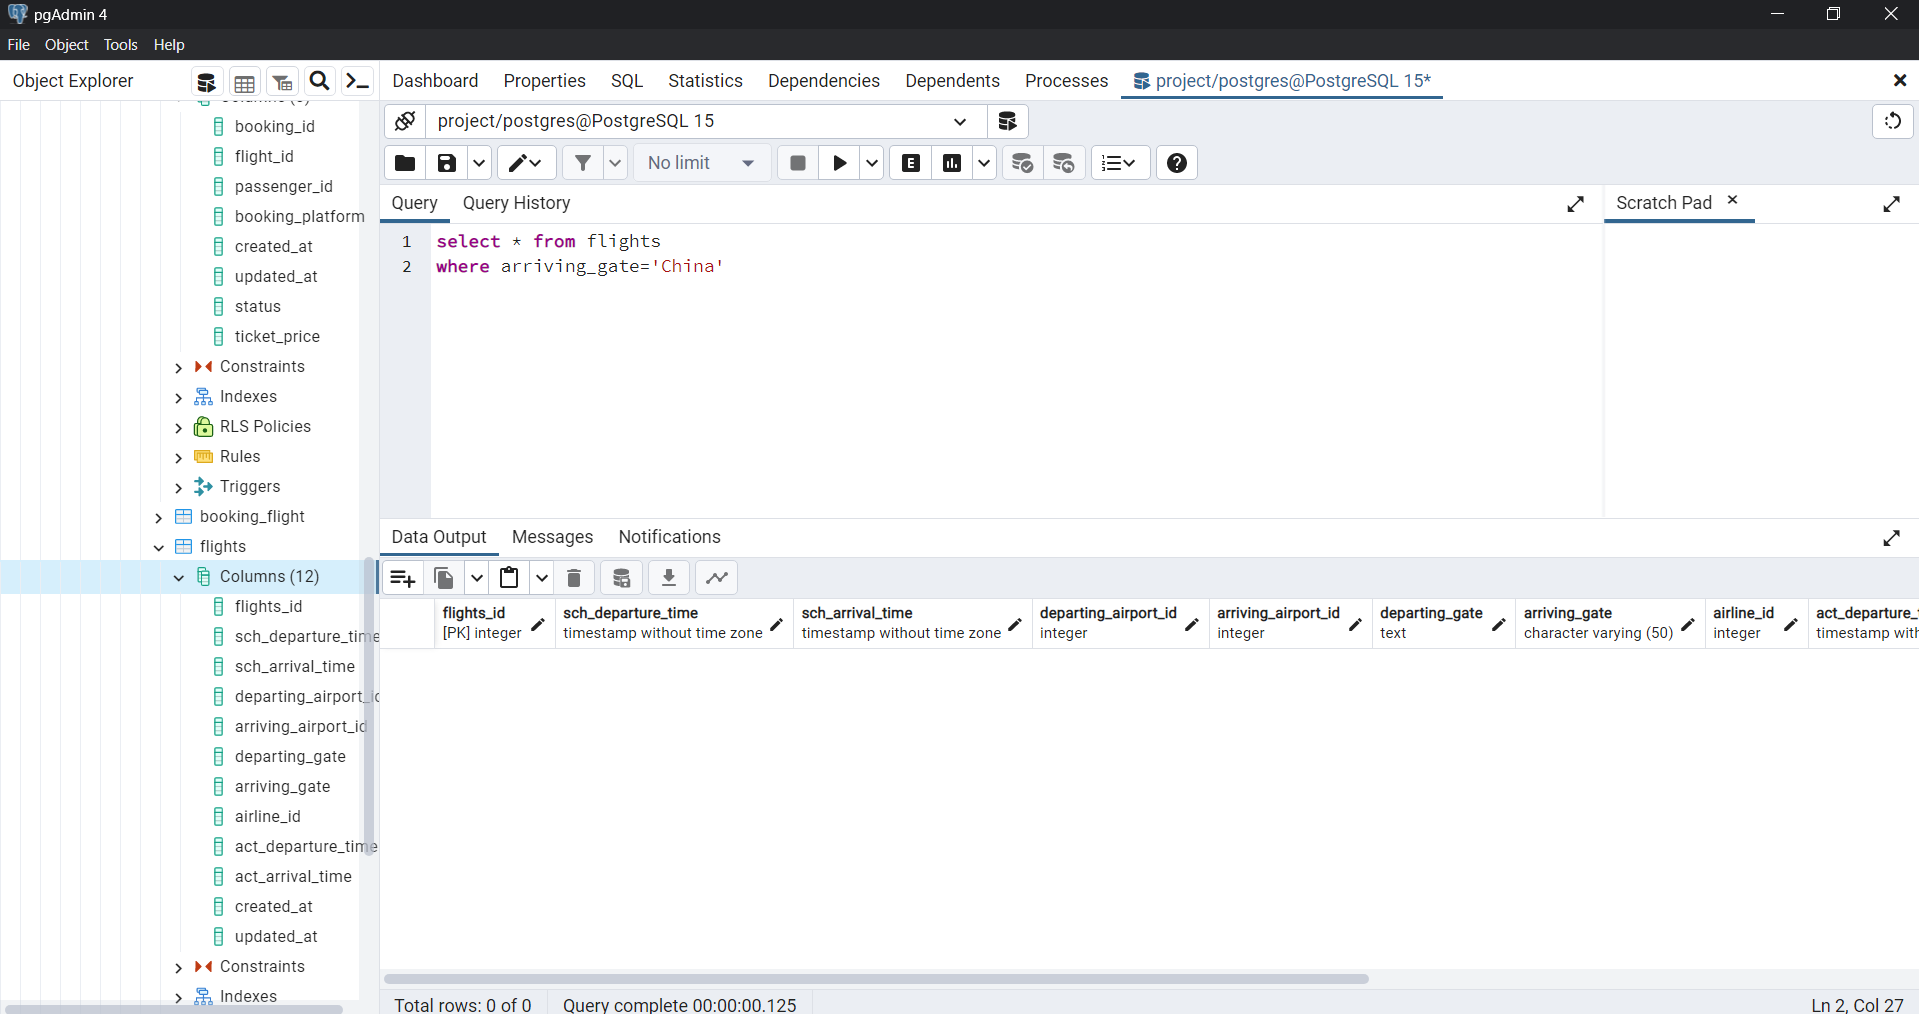 pgAdmin 4
File Object Tools Help
Object Explorer
Dashboard Properties SQL Statistics Dependencies Dependents Processes project/postgres@PostgreSQL 15*
project/postgres@PostgreSQL 15
No limit
Query Query History
Scratch Pad
1 select * from flights
2 where arriving_gate='China'
booking_id
flight_id
passenger_id
booking_platform
created_at
updated_at
status
ticket_price
Constraints
Indexes
RLS Policies
Rules
Triggers
booking_flight
flights
Columns (12)
flights_id
sch_departure_time
sch_arrival_time
departing_airport_id
arriving_airport_id
departing_gate
arriving_gate
airline_id
act_departure_time
act_arrival_time
created_at
updated_at
Constraints
Indexes
Data Output Messages Notifications
flights_id sch_departure_time sch_arrival_time departing_airport_id arriving_airport_id departing_gate arriving_gate airline_id act_departure_
[PK] integer timestamp without time zone timestamp without time zone integer integer text character varying (50) integer timestamp with
Total rows: 0 of 0 Query complete 00:00:00.125 Ln 2, Col 27